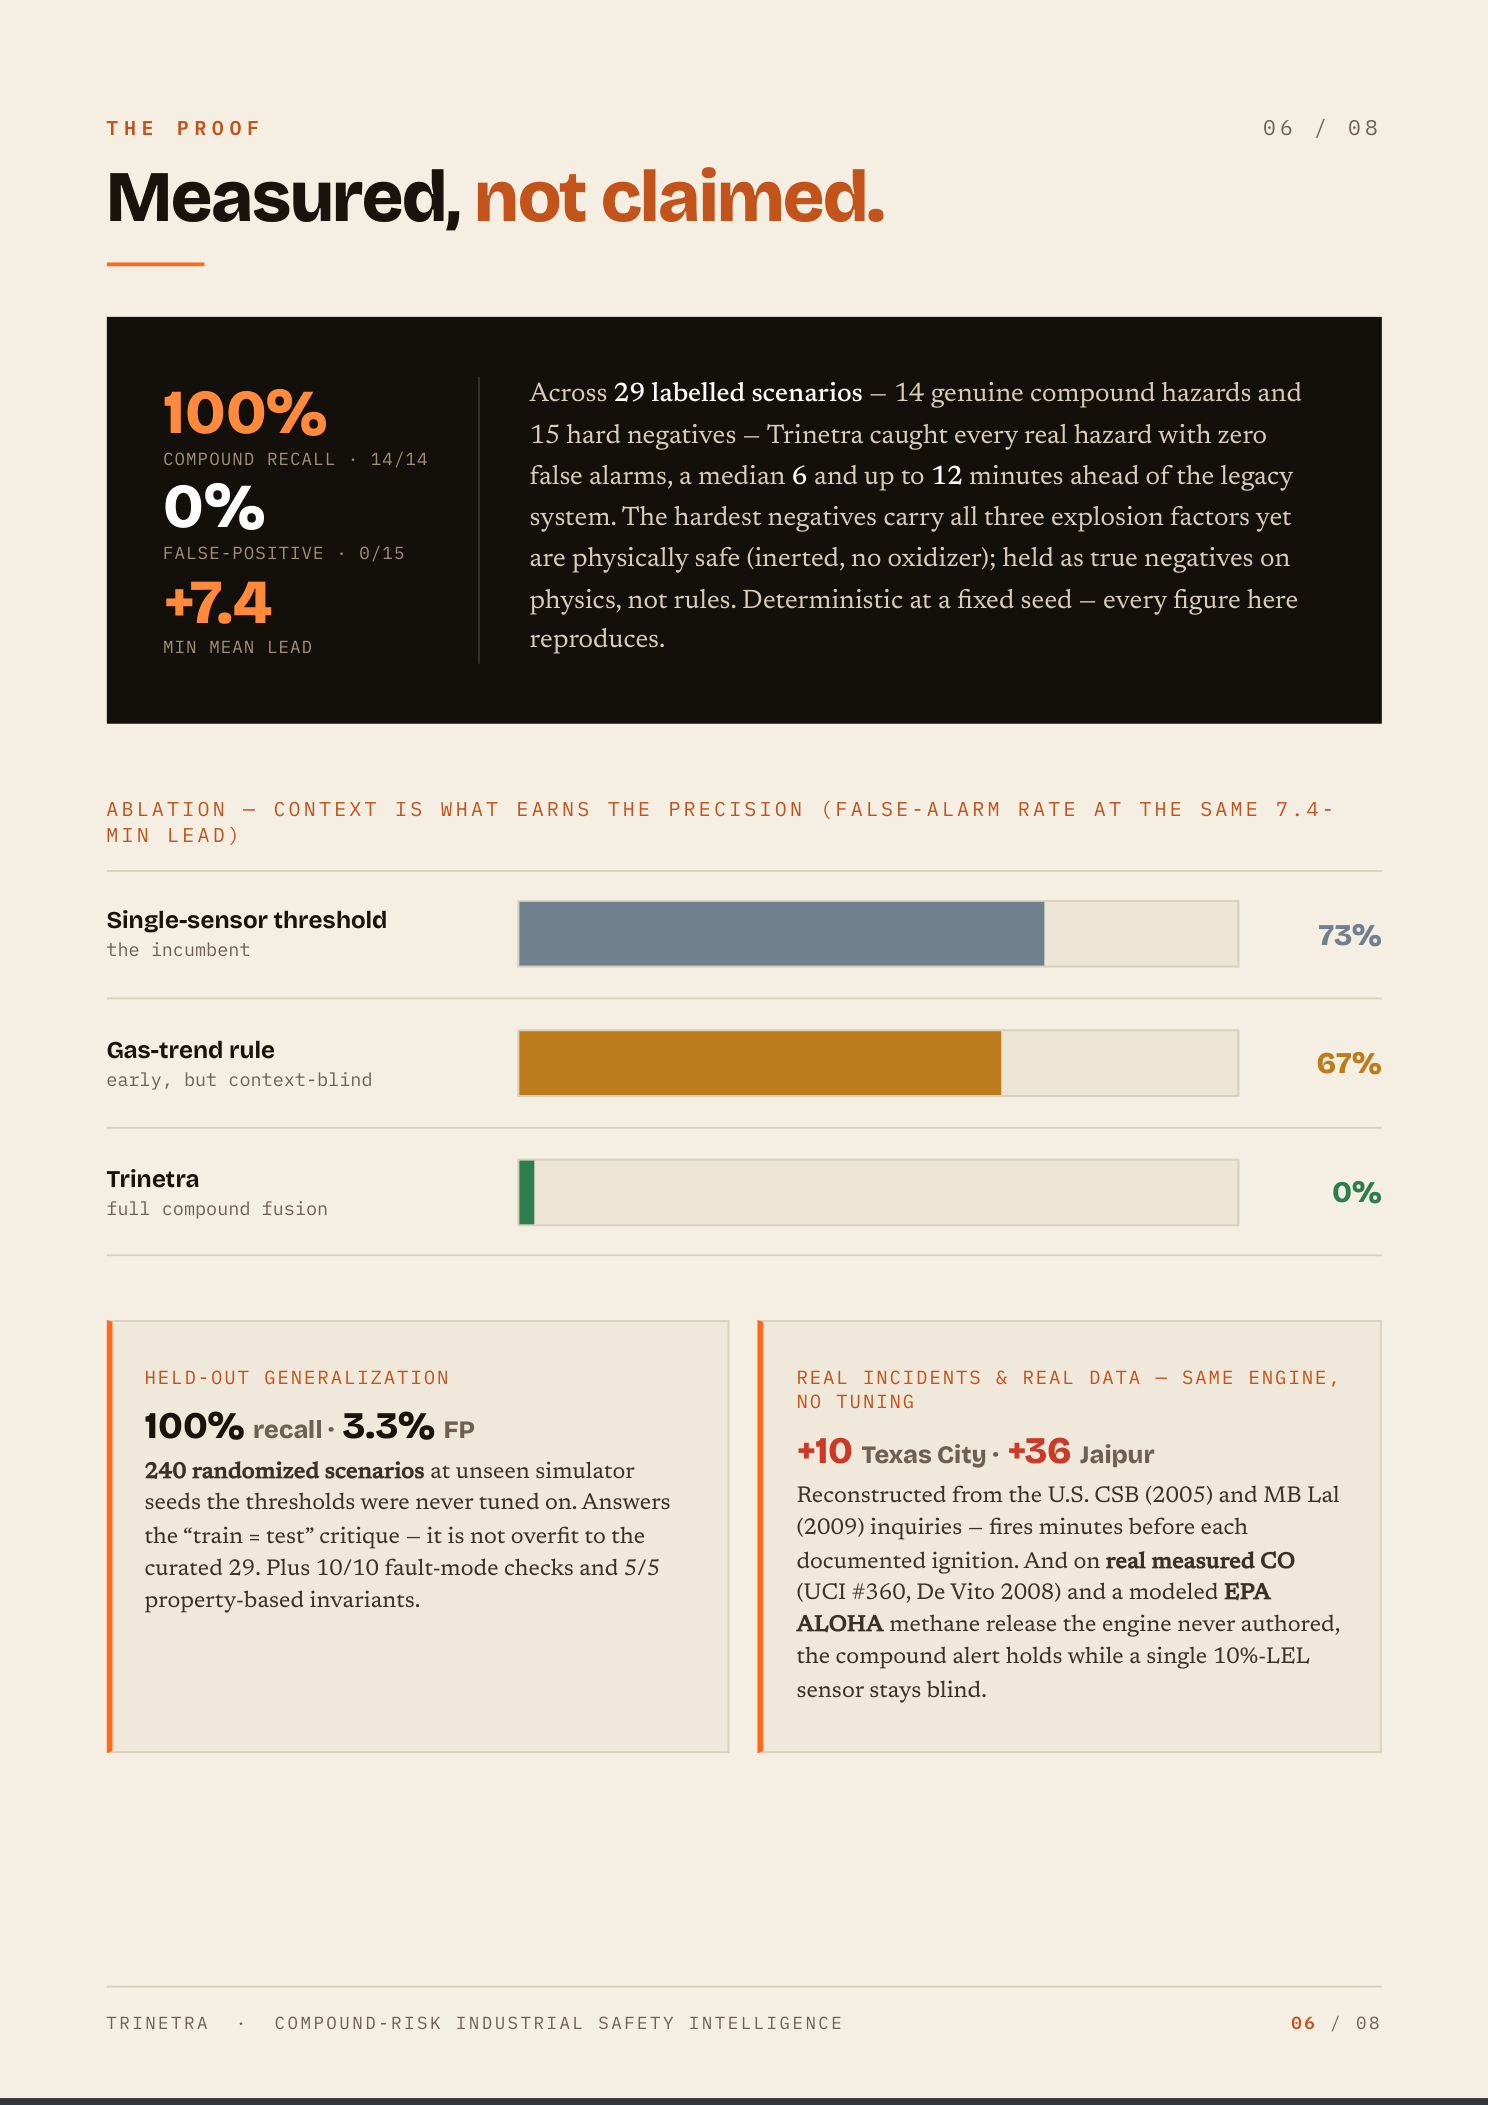 THE PROOF
06 / 08
Measured, not claimed.
100%
COMPOUND RECALL · 14/14
0%
FALSE-POSITIVE · 0/15
+7.4
MIN MEAN LEAD
Across 29 labelled scenarios — 14 genuine compound hazards and
15 hard negatives — Trinetra caught every real hazard with zero
false alarms, a median 6 and up to 12 minutes ahead of the legacy
system. The hardest negatives carry all three explosion factors yet
are physically safe (inerted, no oxidizer); held as true negatives on
physics, not rules. Deterministic at a fixed seed — every figure here
reproduces.
ABLATION — CONTEXT IS WHAT EARNS THE PRECISION (FALSE-ALARM RATE AT THE SAME 7.4-
MIN LEAD)
Single-sensor threshold
the incumbent
73%
Gas-trend rule
early, but context-blind
67%
Trinetra
full compound fusion
0%
HELD-OUT GENERALIZATION
100% recall · 3.3% FP
240 randomized scenarios at unseen simulator
seeds the thresholds were never tuned on. Answers
the “train = test” critique — it is not overfit to the
curated 29. Plus 10/10 fault-mode checks and 5/5
property-based invariants.
REAL INCIDENTS & REAL DATA — SAME ENGINE,
NO TUNING
+10 Texas City · +36 Jaipur
Reconstructed from the U.S. CSB (2005) and MB Lal
(2009) inquiries — fires minutes before each
documented ignition. And on real measured CO
(UCI #360, De Vito 2008) and a modeled EPA
ALOHA methane release the engine never authored,
the compound alert holds while a single 10%-LEL
sensor stays blind.
TRINETRA · COMPOUND-RISK INDUSTRIAL SAFETY INTELLIGENCE
06 / 08